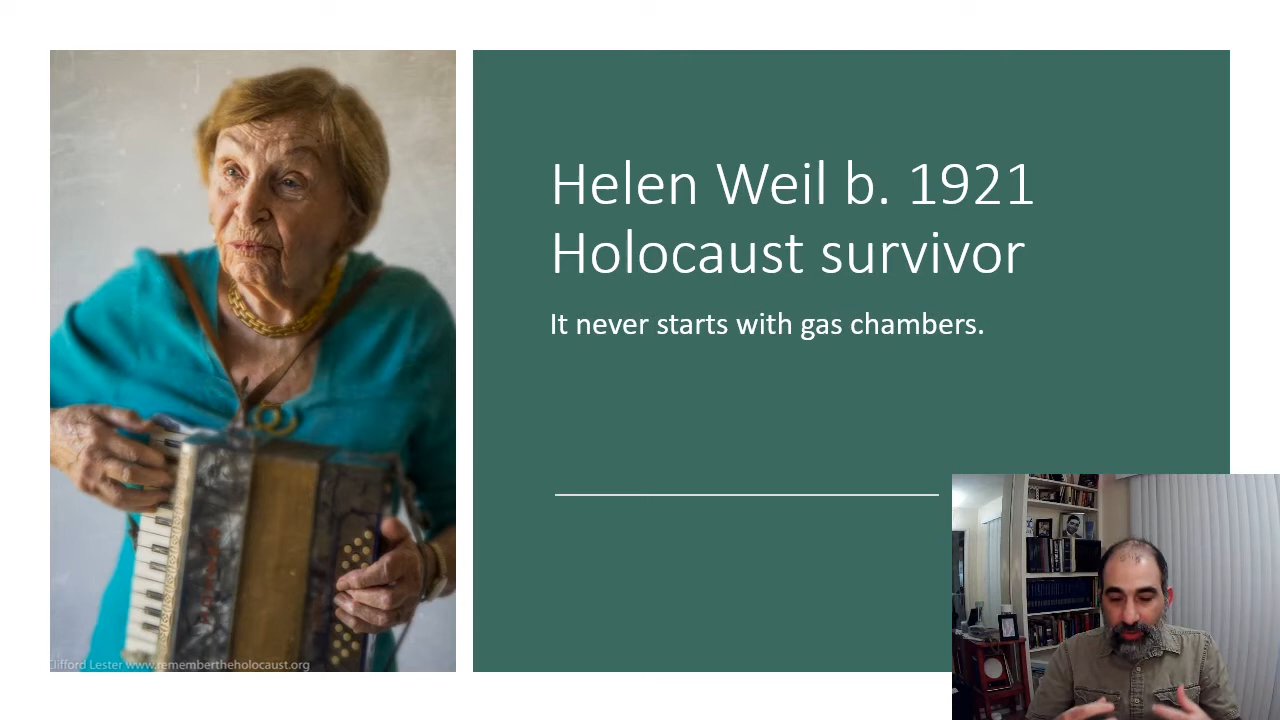 Helen Weil b. 1921
Holocaust survivor
It never starts with gas chambers.
Clifford Lester www.remembertheholocaust.org